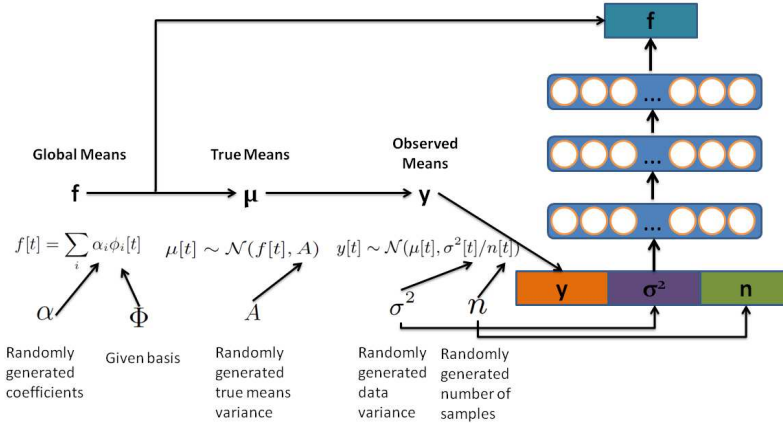 f
...
...
...
Global Means
True Means
Observed
Means
f
μ
y
f[t] = ∑_i α_i ϕ_i[t]
μ[t] ∼ 𝒩(f[t], A)
y[t] ∼ 𝒩(μ[t], σ²[t]/n[t])
y
σ²
n
α
Φ
A
σ²
n
Randomly
generated
coefficients
Given basis
Randomly
generated
true means
variance
Randomly
generated
data
variance
Randomly
generated
number of
samples